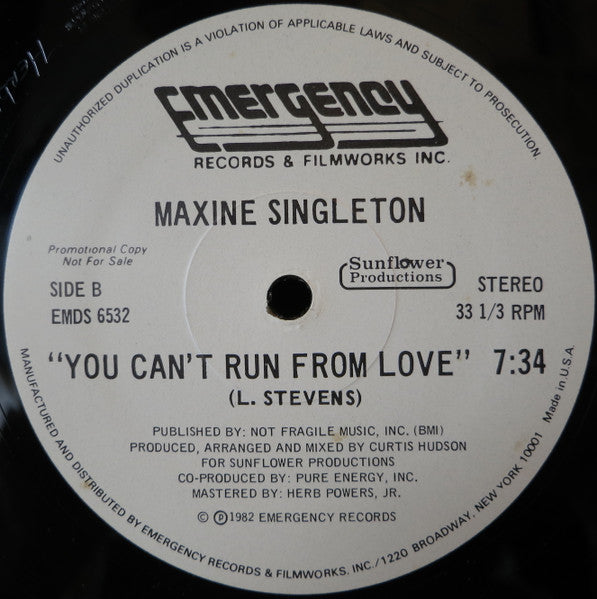 UNAUTHORIZED DUPLICATION IS A VIOLATION OF APPLICABLE LAWS AND SUBJECT TO PROSECUTION.
Emergency
RECORDS & FILMWORKS INC.
MAXINE SINGLETON
Promotional Copy
Not For Sale
SIDE B
EMDS 6532
Sunflower
Productions
STEREO
33 1/3 RPM
"YOU CAN'T RUN FROM LOVE" 7:34
(L. STEVENS)
PUBLISHED BY: NOT FRAGILE MUSIC, INC. (BMI)
PRODUCED, ARRANGED AND MIXED BY CURTIS HUDSON
FOR SUNFLOWER PRODUCTIONS
CO-PRODUCED BY: PURE ENERGY, INC.
MASTERED BY: HERB POWERS, JR.
© ℗ 1982 EMERGENCY RECORDS
MANUFACTURED AND DISTRIBUTED BY EMERGENCY RECORDS & FILMWORKS, INC./1220 BROADWAY, NEW YORK 10001 Made in U.S.A.